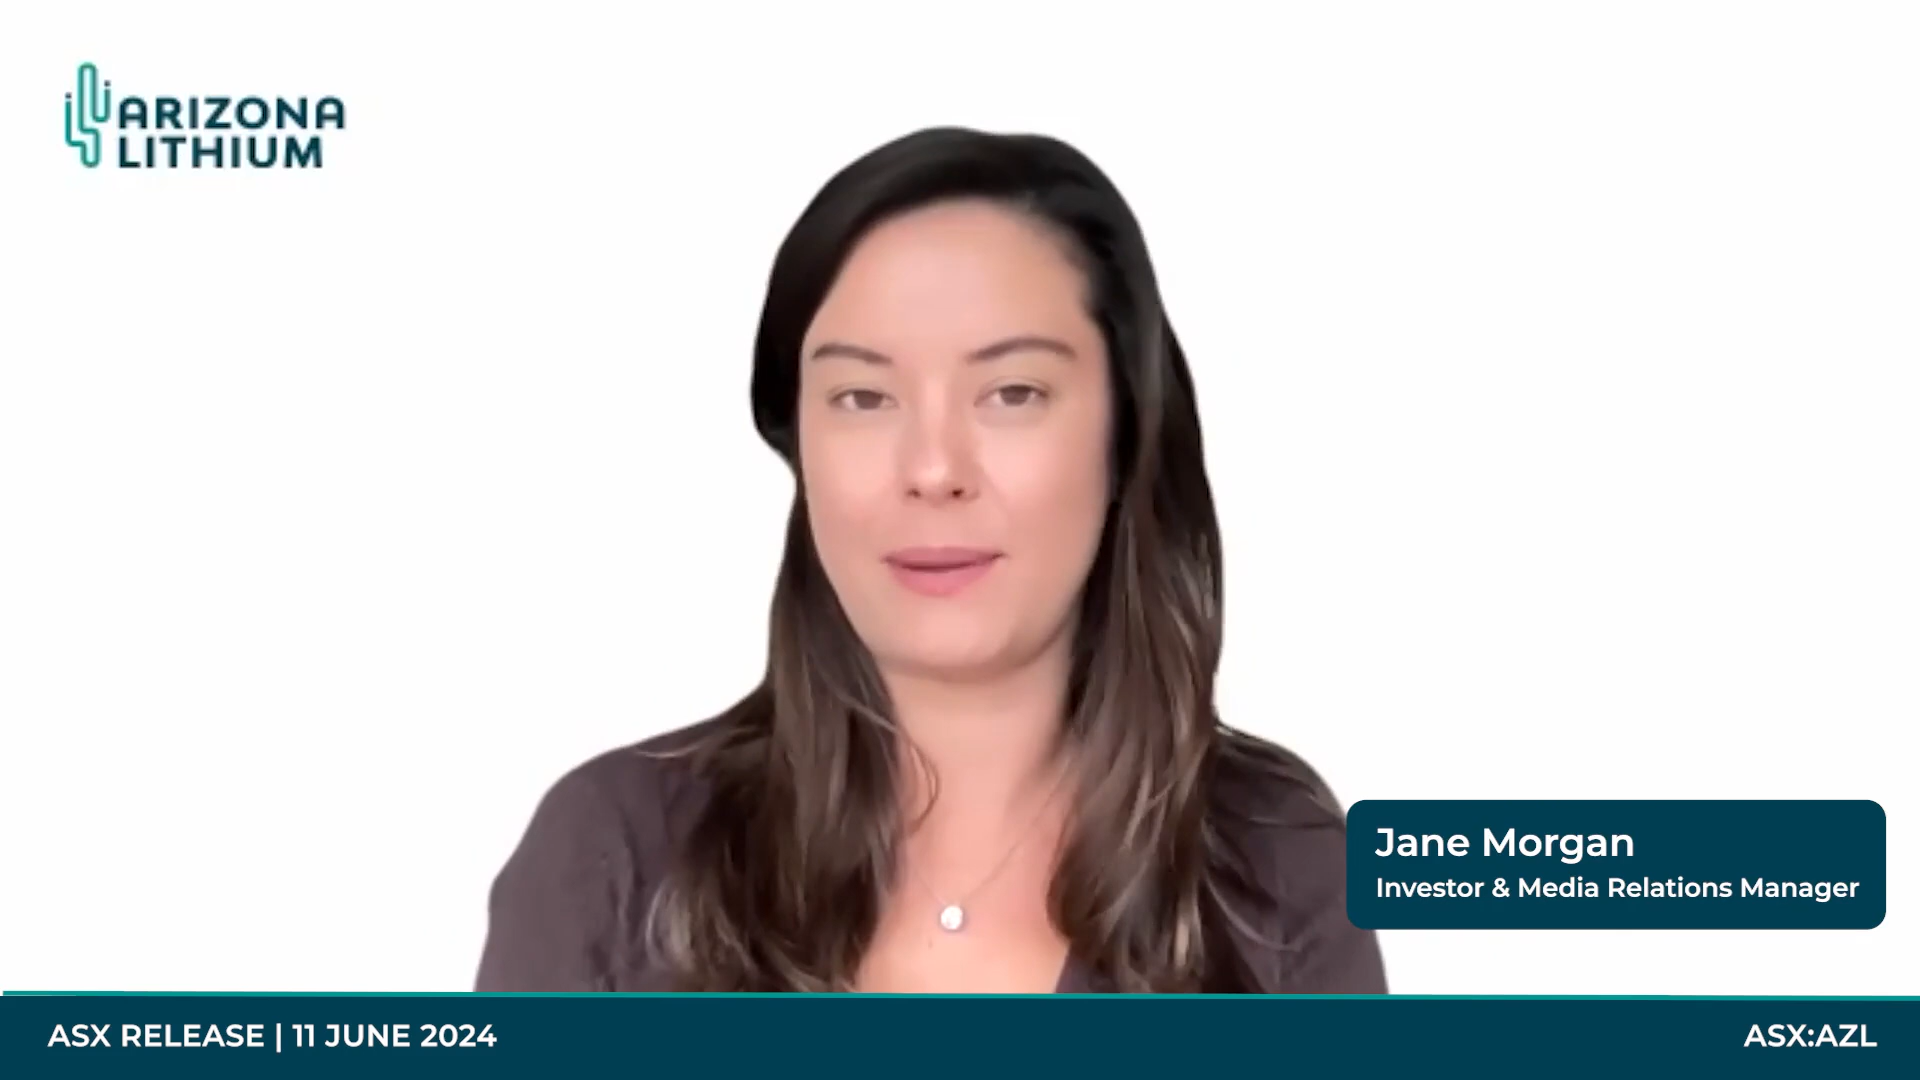 ARIZONA
LITHIUM
Jane Morgan
Investor & Media Relations Manager
ASX RELEASE | 11 JUNE 2024
ASX:AZL